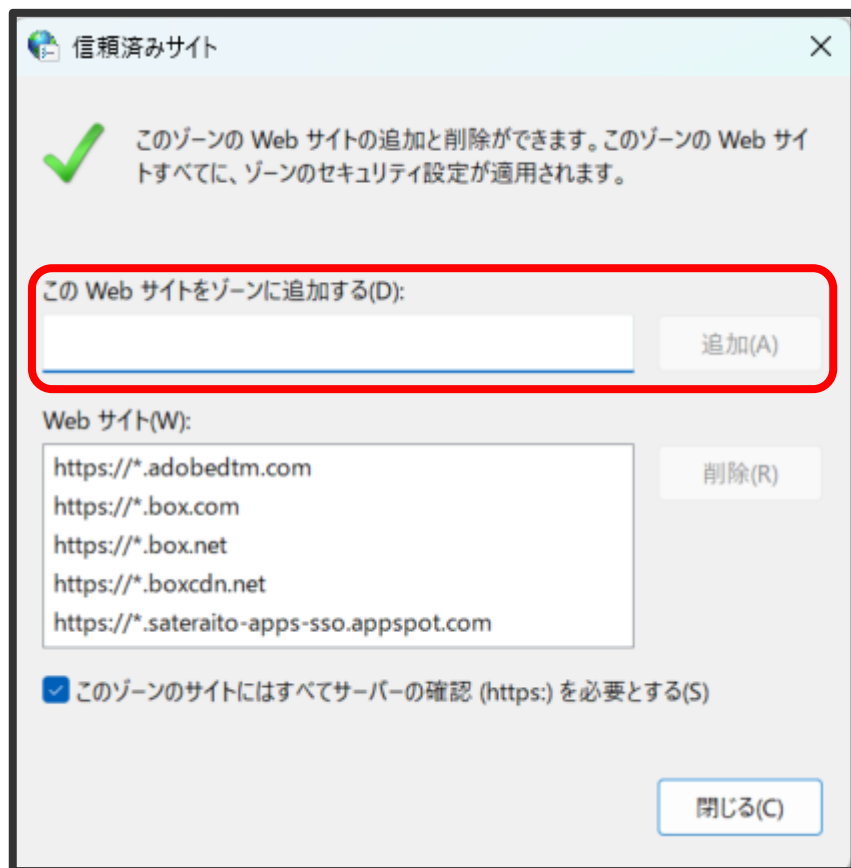 信頼済みサイト
このゾーンの Web サイトの追加と削除ができます。このゾーンの Web サイ
トすべてに、ゾーンのセキュリティ設定が適用されます。
この Web サイトをゾーンに追加する(D):
追加(A)
Web サイト(W):
https://*.adobedtm.com
削除(R)
https://*.box.com
https://*.box.net
https://*.boxcdn.net
https://*.sateraito-apps-sso.appspot.com
このゾーンのサイトにはすべてサーバーの確認 (https:) を必要とする(S)
閉じる(C)